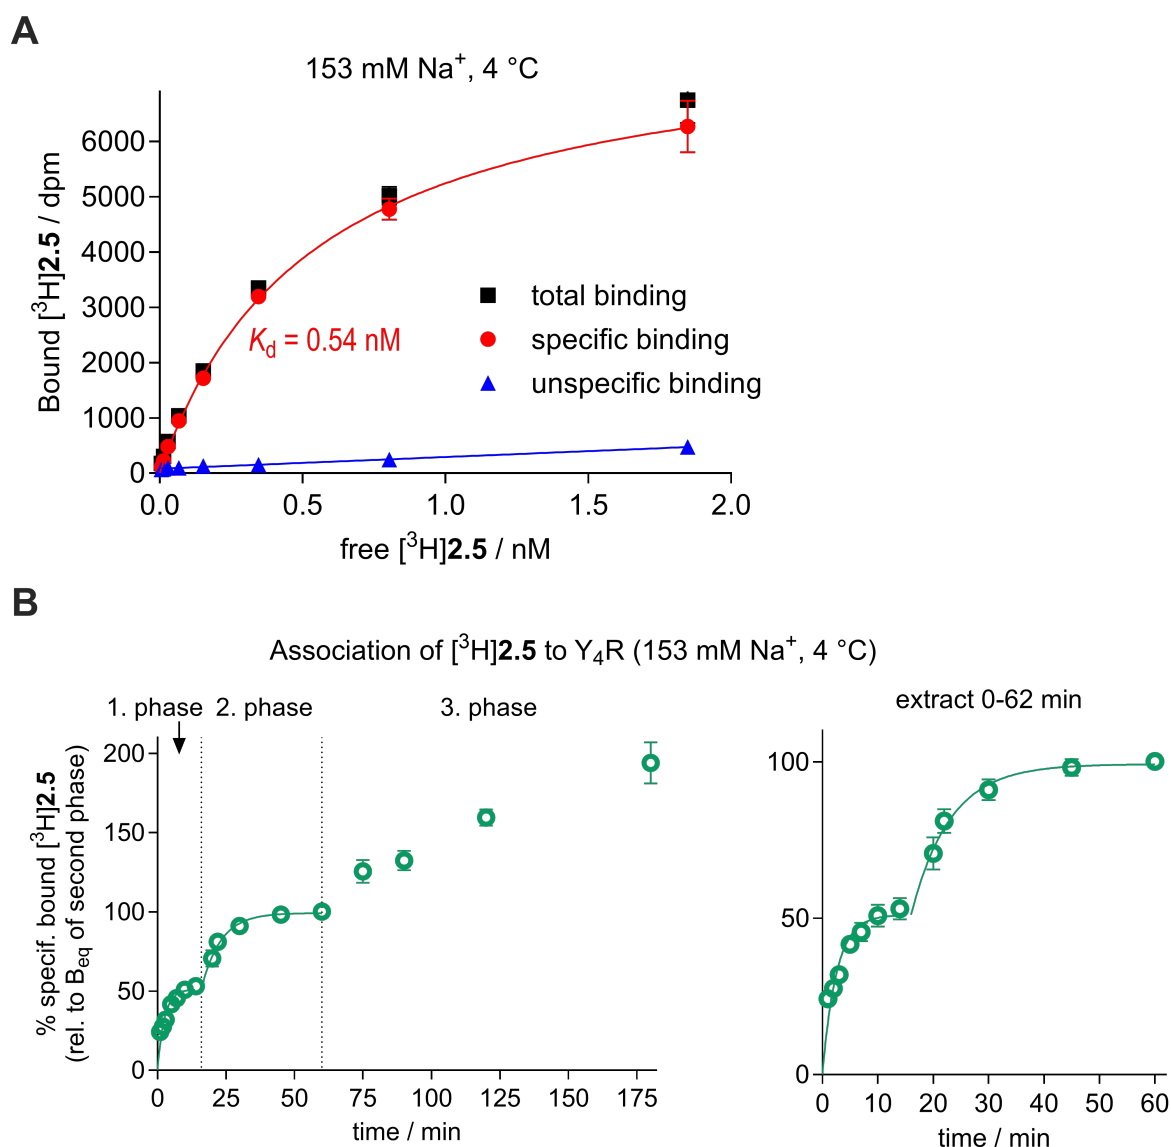 A
153 mM Na⁺, 4 °C
Bound [³H]2.5 / dpm
6000
5000
4000
3000
2000
1000
0
Kd = 0.54 nM
total binding
specific binding
unspecific binding
0.0 0.5 1.0 1.5 2.0
free [³H]2.5 / nM
B
Association of [³H]2.5 to Y₄R (153 mM Na⁺, 4 °C)
1. phase 2. phase 3. phase
% specif. bound [³H]2.5
(rel. to Beq of second phase)
200
150
100
50
0
0 25 50 75 100 125 150 175
time / min
extract 0-62 min
100
50
0
0 10 20 30 40 50 60
time / min